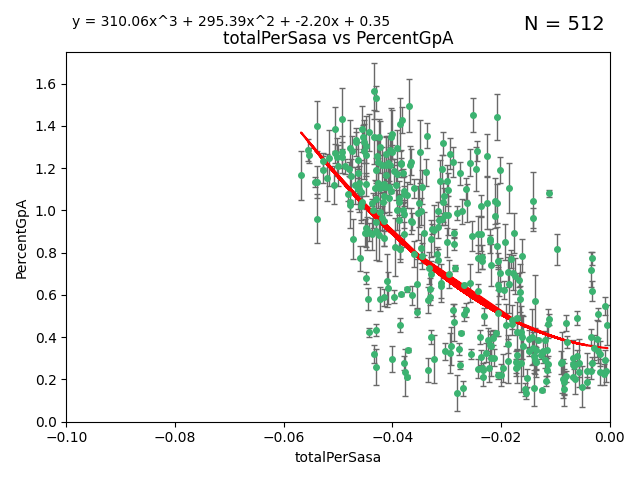 y = 310.06x^3 + 295.39x^2 + -2.20x + 0.35
N = 512
totalPerSasa vs PercentGpA
PercentGpA
1.6
1.4
1.2
1.0
0.8
0.6
0.4
0.2
0.0
−0.10 −0.08 −0.06 −0.04 −0.02 0.00
totalPerSasa